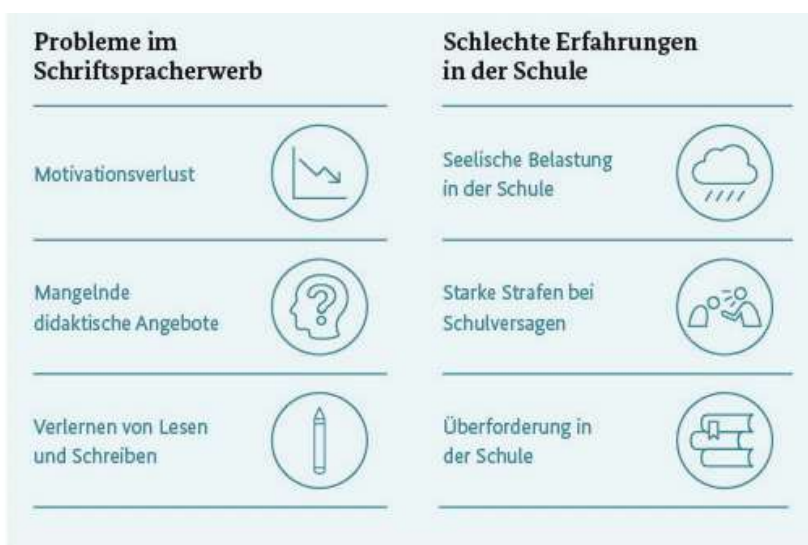 Probleme im
Schriftspracherwerb
Motivationsverlust
Mangelnde
didaktische Angebote
Verlernen von Lesen
und Schreiben
Schlechte Erfahrungen
in der Schule
Seelische Belastung
in der Schule
Starke Strafen bei
Schulversagen
Überforderung in
der Schule